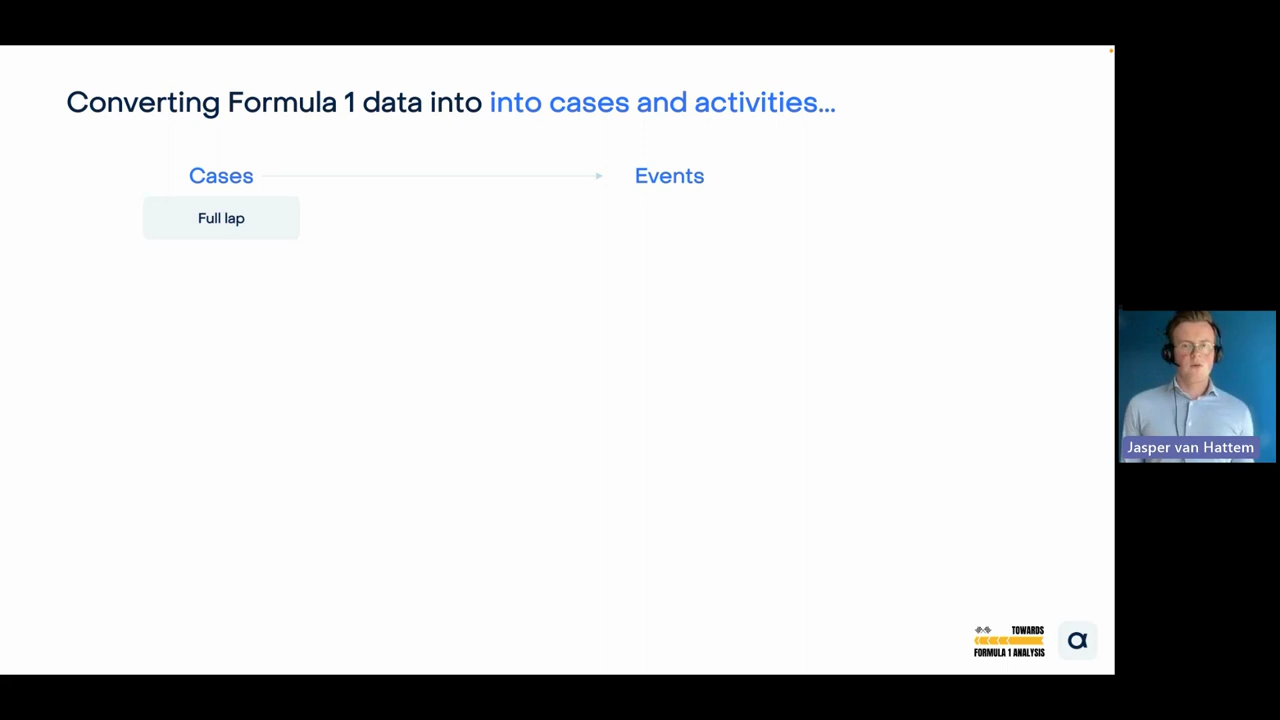 Converting Formula 1 data into into cases and activities...
Cases
Events
Full lap
Jasper van Hattem
TOWARDS
FORMULA 1 ANALYSIS